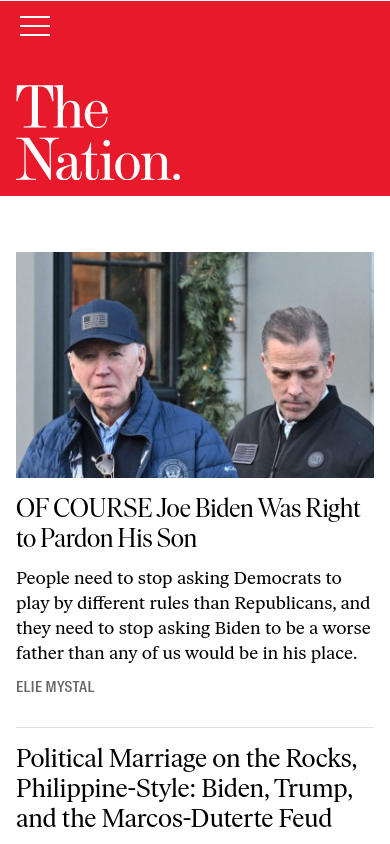 The
Nation.
OF COURSE Joe Biden Was Right
to Pardon His Son
People need to stop asking Democrats to
play by different rules than Republicans, and
they need to stop asking Biden to be a worse
father than any of us would be in his place.
ELIE MYSTAL
Political Marriage on the Rocks,
Philippine-Style: Biden, Trump,
and the Marcos-Duterte Feud